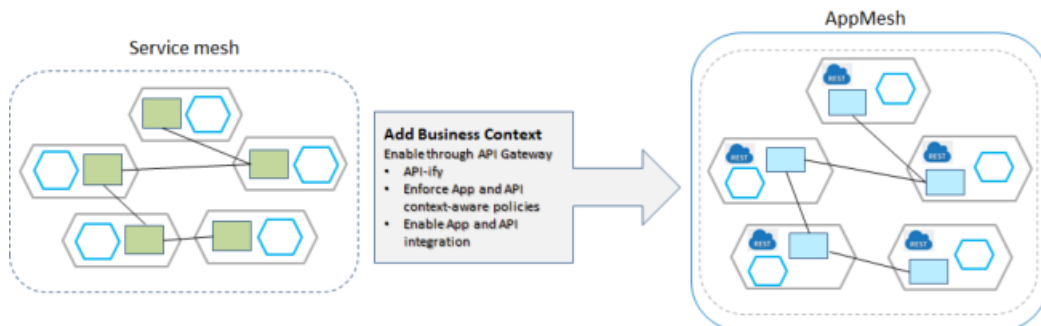 Service mesh
Add Business Context
Enable through API Gateway
• API-ify
• Enforce App and API
context-aware policies
• Enable App and API
integration
AppMesh
REST
REST
REST
REST
REST